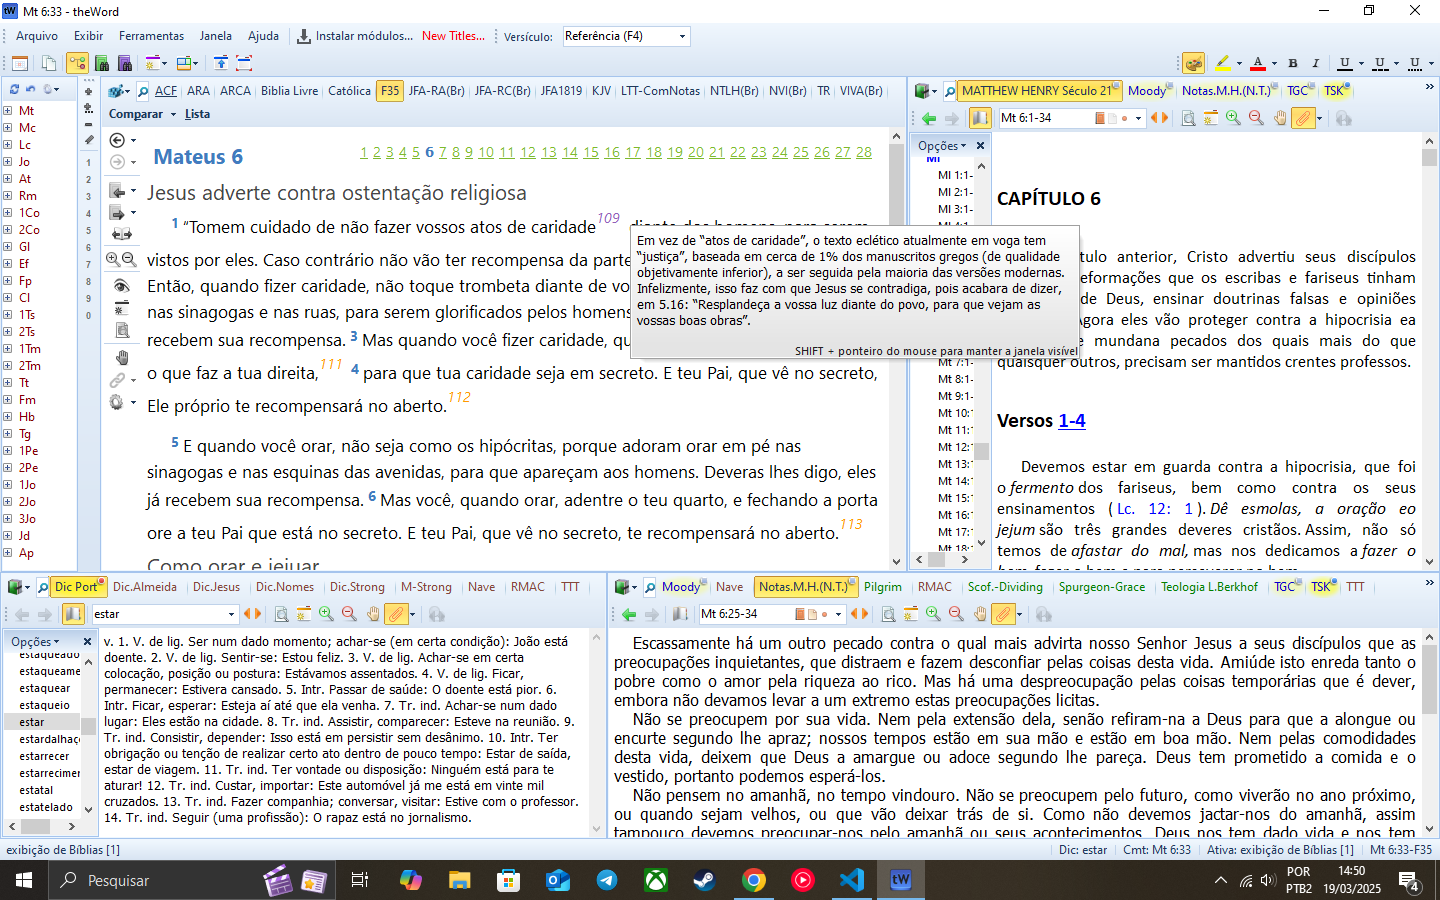 Mt 6:33 - theWord
Arquivo Exibir Ferramentas Janela Ajuda Instalar módulos... New Titles... Versículo: Referência (F4)
B I U U U
Mt
Mc
Lc
Jo
At
Rm
1Co
2Co
Gl
Ef
Fp
Cl
1Ts
2Ts
1Tm
2Tm
Tt
Fm
Hb
Tg
1Pe
2Pe
1Jo
2Jo
3Jo
Jd
Ap
1
2
3
4
5
6
7
8
9
0
ACF ARA ARCA Biblia Livre Católica F35 JFA-RA(Br) JFA-RC(Br) JFA1819 KJV LTT-ComNotas NTLH(Br) NVI(Br) TR VIVA(Br)
Comparar Lista
Mateus 6 1 2 3 4 5 6 7 8 9 10 11 12 13 14 15 16 17 18 19 20 21 22 23 24 25 26 27 28
Jesus adverte contra ostentação religiosa
1 “Tomem cuidado de não fazer vossos atos de caridade109 diante dos homens, para serem
vistos por eles. Caso contrário não vão ter recompensa da parte
Então, quando fizer caridade, não toque trombeta diante de vo
nas sinagogas e nas ruas, para serem glorificados pelos homens
recebem sua recompensa. 3 Mas quando você fizer caridade, qu
o que faz a tua direita,111 4 para que tua caridade seja em secreto. E teu Pai, que vê no secreto,
Ele próprio te recompensará no aberto.112
5 E quando você orar, não seja como os hipócritas, porque adoram orar em pé nas
sinagogas e nas esquinas das avenidas, para que apareçam aos homens. Deveras lhes digo, eles
já recebem sua recompensa. 6 Mas você, quando orar, adentre o teu quarto, e fechando a porta
ore a teu Pai que está no secreto. E teu Pai, que vê no secreto, te recompensará no aberto.113
Como orar e jejuar
Em vez de “atos de caridade”, o texto eclético atualmente em voga tem
“justiça”, baseada em cerca de 1% dos manuscritos gregos (de qualidade
objetivamente inferior), a ser seguida pela maioria das versões modernas.
Infelizmente, isso faz com que Jesus se contradiga, pois acabara de dizer,
em 5.16: “Resplandeça a vossa luz diante do povo, para que vejam as
vossas boas obras”.
SHIFT + ponteiro do mouse para manter a janela visível
MATTHEW HENRY Século 21 Moody Notas.M.H.(N.T.) TGC TSK
Mt 6:1-34
Opções
Ml
Ml 1:1-
Ml 2:1-
Ml 3:1-
Mt 7:1-
Mt 8:1-
Mt 9:1-
Mt 10:
Mt 11:
Mt 12:
Mt 13:
Mt 14:
Mt 15:
Mt 16:
Mt 17:
Mt 18:
CAPÍTULO 6
tulo anterior, Cristo advertiu seus discípulos
eformações que os escribas e fariseus tinham
de Deus, ensinar doutrinas falsas e opiniões
Agora eles vão proteger contra a hipocrisia ea
e mundana pecados dos quais mais do que
quaisquer outros, precisam ser mantidos crentes professos.
Versos 1-4
Devemos estar em guarda contra a hipocrisia, que foi
o fermento dos fariseus, bem como contra os seus
ensinamentos ( Lc. 12: 1 ). Dê esmolas, a oração eo
jejum são três grandes deveres cristãos. Assim, não só
temos de afastar do mal, mas nos dedicamos a fazer o
bem, fazer o bem e para perseverar no bem.
Dic Port Dic.Almeida Dic.Jesus Dic.Nomes Dic.Strong M-Strong Nave RMAC TTT
estar
Opções
estaqueado
estaqueame
estaquear
estaqueio
estar
estardalhaç
estarrecer
estarrecimer
estatal
estatelado
v. 1. V. de lig. Ser num dado momento; achar-se (em certa condição): João está
doente. 2. V. de lig. Sentir-se: Estou feliz. 3. V. de lig. Achar-se em certa
colocação, posição ou postura: Estávamos assentados. 4. V. de lig. Ficar,
permanecer: Estivera cansado. 5. Intr. Passar de saúde: O doente está pior. 6.
Intr. Ficar, esperar: Esteja aí até que ela venha. 7. Tr. ind. Achar-se num dado
lugar: Eles estão na cidade. 8. Tr. ind. Assistir, comparecer: Esteve na reunião. 9.
Tr. ind. Consistir, depender: Isso está em persistir sem desânimo. 10. Intr. Ter
obrigação ou tenção de realizar certo ato dentro de pouco tempo: Estar de saída,
estar de viagem. 11. Tr. ind. Ter vontade ou disposição: Ninguém está para te
aturar! 12. Tr. ind. Custar, importar: Este automóvel já me está em vinte mil
cruzados. 13. Tr. ind. Fazer companhia; conversar, visitar: Estive com o professor.
14. Tr. ind. Seguir (uma profissão): O rapaz está no jornalismo.
Moody Nave Notas.M.H.(N.T.) Pilgrim RMAC Scof.-Dividing Spurgeon-Grace Teologia L.Berkhof TGC TSK TTT
Mt 6:25-34
Escassamente há um outro pecado contra o qual mais advirta nosso Senhor Jesus a seus discípulos que as
preocupações inquietantes, que distraem e fazem desconfiar pelas coisas desta vida. Amiúde isto enreda tanto o
pobre como o amor pela riqueza ao rico. Mas há uma despreocupação pelas coisas temporárias que é dever,
embora não devamos levar a um extremo estas preocupações licitas.
Não se preocupem por sua vida. Nem pela extensão dela, senão refiram-na a Deus para que a alongue ou
encurte segundo lhe apraz; nossos tempos estão em sua mão e estão em boa mão. Nem pelas comodidades
desta vida, deixem que Deus a amargue ou adoce segundo lhe pareça. Deus tem prometido a comida e o
vestido, portanto podemos esperá-los.
Não pensem no amanhã, no tempo vindouro. Não se preocupem pelo futuro, como viverão no ano próximo,
ou quando sejam velhos, ou que vão deixar trás de si. Como não devemos jactar-nos do amanhã, assim
tampouco devemos preocupar-nos pelo amanhã ou seus acontecimentos. Deus nos tem dado vida e nos tem
exibição de Bíblias [1] Dic: estar Cmt: Mt 6:33 Ativa: exibição de Bíblias [1] Mt 6:33-F35
Pesquisar
tW
POR
PTB2
14:50
19/03/2025
4